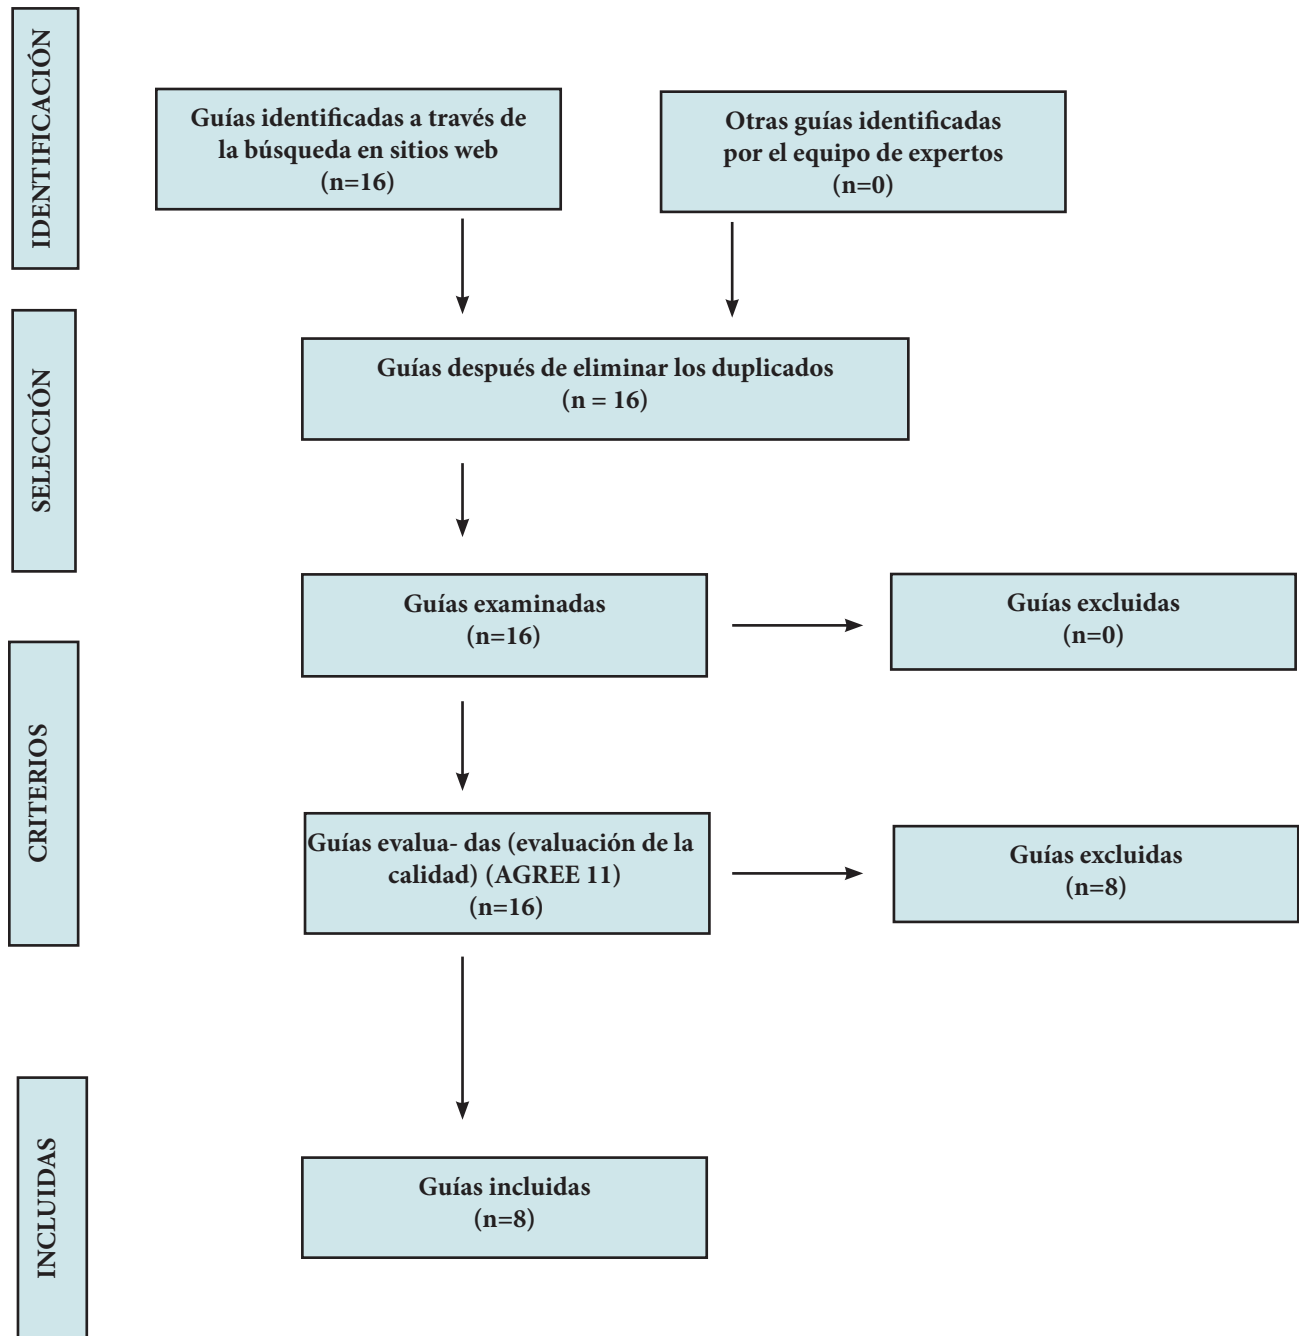 IDENTIFICACIÓN
Guías identificadas a través de
la búsqueda en sitios web
(n=16)
Otras guías identificadas
por el equipo de expertos
(n=0)
SELECCIÓN
Guías después de eliminar los duplicados
(n = 16)
Guías examinadas
(n=16)
Guías excluidas
(n=0)
CRITERIOS
Guías evalua- das (evaluación de la
calidad) (AGREE 11)
(n=16)
Guías excluidas
(n=8)
INCLUIDAS
Guías incluidas
(n=8)